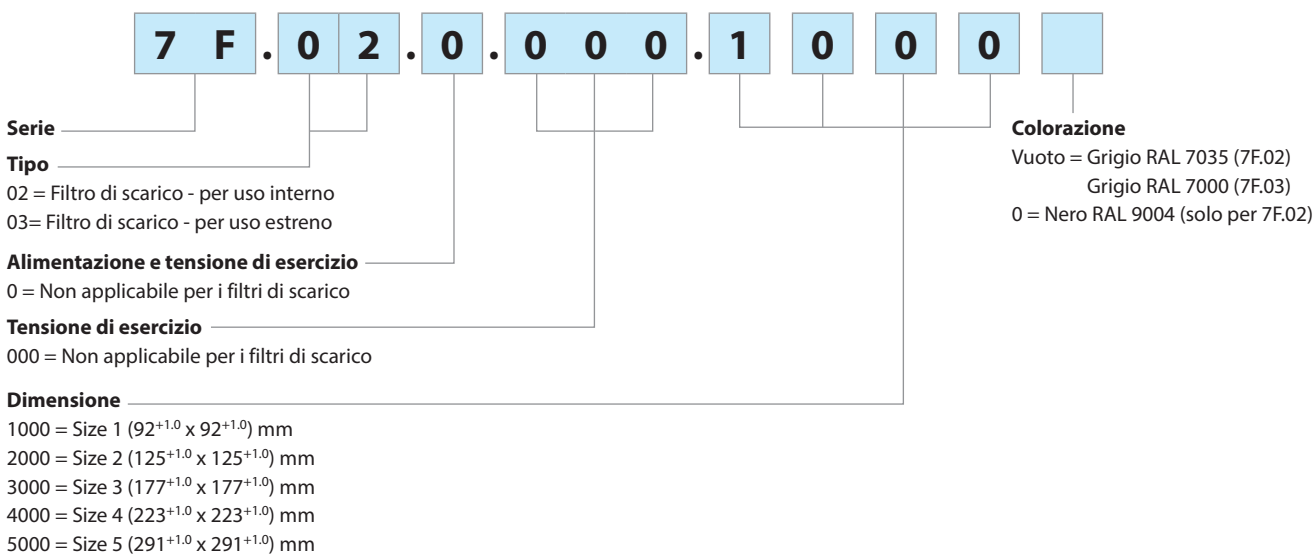 7 F . 0 2 . 0 . 0 0 0 . 1 0 0 0
Serie
Tipo
02 = Filtro di scarico - per uso interno
03= Filtro di scarico - per uso estreno
Alimentazione e tensione di esercizio
0 = Non applicabile per i filtri di scarico
Tensione di esercizio
000 = Non applicabile per i filtri di scarico
Dimensione
1000 = Size 1 (92+1.0 x 92+1.0) mm
2000 = Size 2 (125+1.0 x 125+1.0) mm
3000 = Size 3 (177+1.0 x 177+1.0) mm
4000 = Size 4 (223+1.0 x 223+1.0) mm
5000 = Size 5 (291+1.0 x 291+1.0) mm
Colorazione
Vuoto = Grigio RAL 7035 (7F.02)
Grigio RAL 7000 (7F.03)
0 = Nero RAL 9004 (solo per 7F.02)